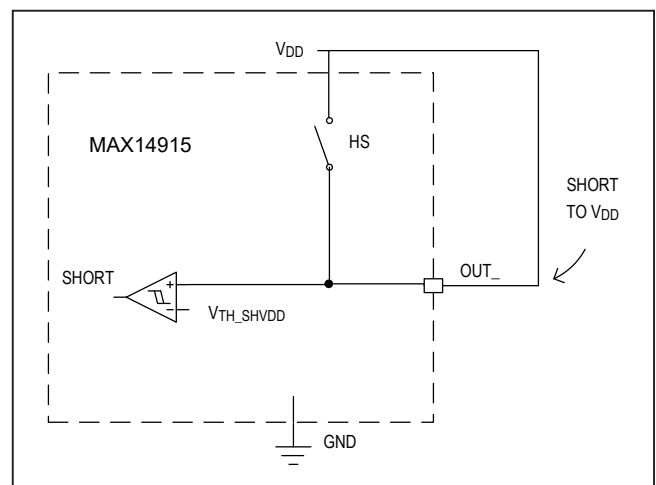 VDD
MAX14915
HS
SHORT
TO VDD
SHORT
OUT_
+
-
VTH_SHVDD
GND